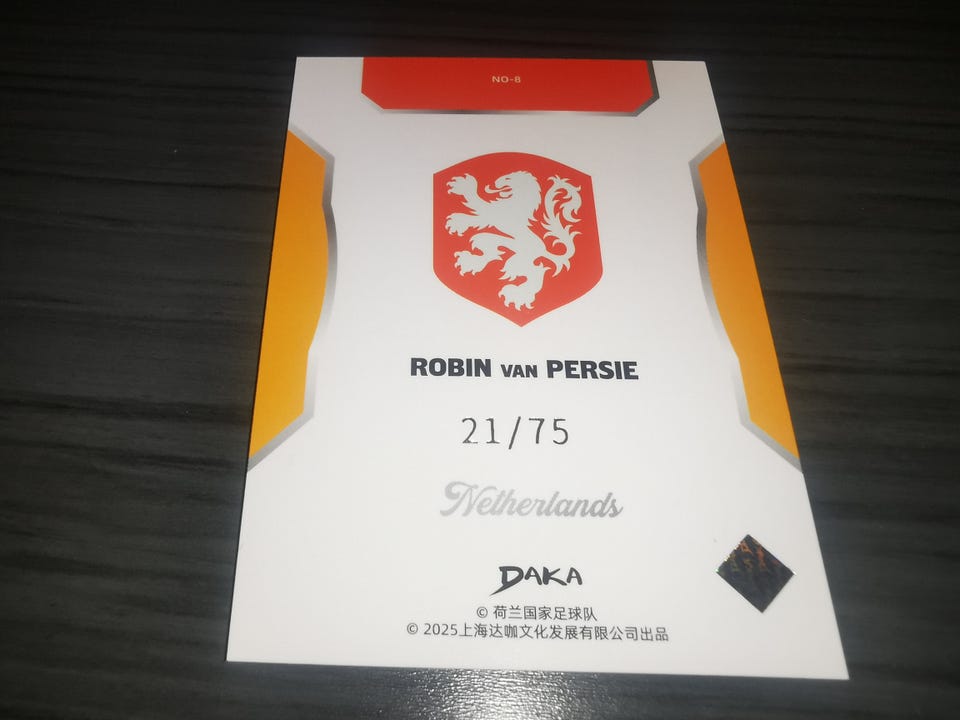 NO-8
ROBIN VAN PERSIE
21/75
Netherlands
DAKA
© 荷兰国家足球队
© 2025上海达咖文化发展有限公司出品